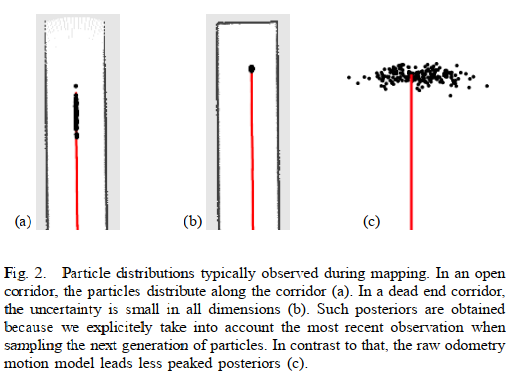 (a)
(b)
(c)
Fig. 2. Particle distributions typically observed during mapping. In an open
corridor, the particles distribute along the corridor (a). In a dead end corridor,
the uncertainty is small in all dimensions (b). Such posteriors are obtained
because we explicitely take into account the most recent observation when
sampling the next generation of particles. In contrast to that, the raw odometry
motion model leads less peaked posteriors (c).